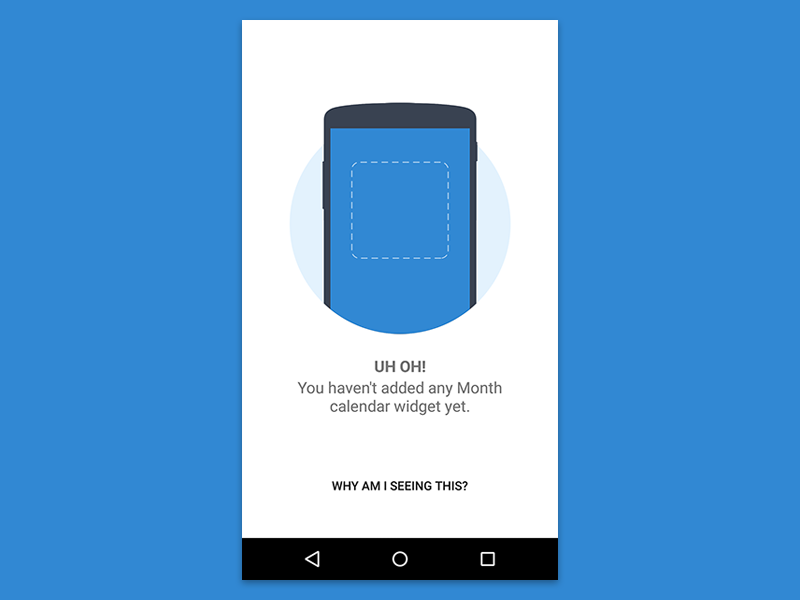 UH OH!
You haven't added any Month
calendar widget yet.
WHY AM I SEEING THIS?